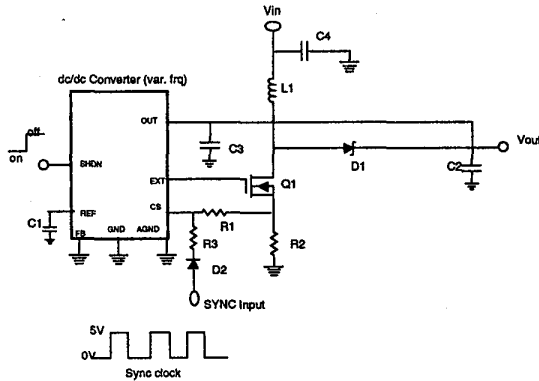 Vin
C4
dc/dc Converter (var. frq)
L1
OUT
off
on
C3
Vout
SHDN
D1
C2
EXT
Q1
CS
REF
C1
R1
R3
R2
FB
GND
AGND
D2
SYNC Input
5V
0V
Sync clock